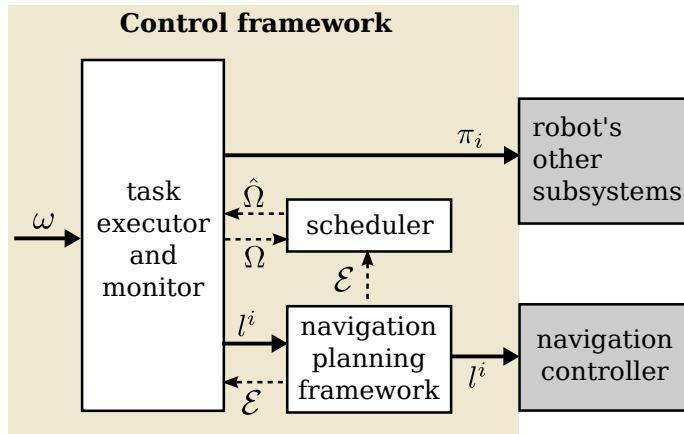 Control framework
ω
task
executor
and
monitor
π_i
robot's
other
subsystems
Ω̂
Ω
scheduler
ℰ
l^i
navigation
planning
framework
ℰ
l^i
navigation
controller